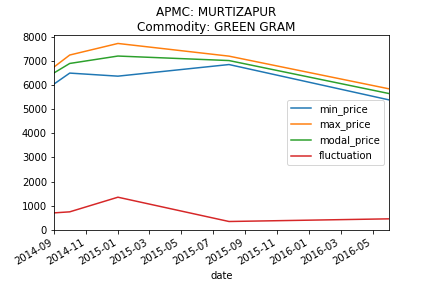 APMC: MURTIZAPUR
Commodity: GREEN GRAM
8000
7000
6000
5000
4000
3000
2000
1000
0
min_price
max_price
modal_price
fluctuation
2014-09
2014-11
2015-01
2015-03
2015-05
2015-07
2015-09
2015-11
2016-01
2016-03
2016-05
date